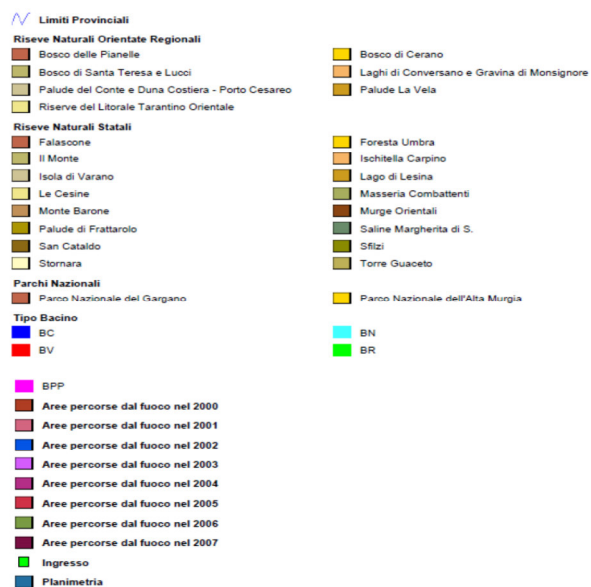 Limiti Provinciali
Riseve Naturali Orientate Regionali
Bosco delle Pianelle
Bosco di Cerano
Bosco di Santa Teresa e Lucci
Laghi di Conversano e Gravina di Monsignore
Palude del Conte e Duna Costiera - Porto Cesareo
Palude La Vela
Riserve del Litorale Tarantino Orientale
Riseve Naturali Statali
Falascone
Foresta Umbra
Il Monte
Ischitella Carpino
Isola di Varano
Lago di Lesina
Le Cesine
Masseria Combattenti
Monte Barone
Murge Orientali
Palude di Frattarolo
Saline Margherita di S.
San Cataldo
Sfilzi
Stornara
Torre Guaceto
Parchi Nazionali
Parco Nazionale del Gargano
Parco Nazionale dell'Alta Murgia
Tipo Bacino
BC
BN
BV
BR
BPP
Aree percorse dal fuoco nel 2000
Aree percorse dal fuoco nel 2001
Aree percorse dal fuoco nel 2002
Aree percorse dal fuoco nel 2003
Aree percorse dal fuoco nel 2004
Aree percorse dal fuoco nel 2005
Aree percorse dal fuoco nel 2006
Aree percorse dal fuoco nel 2007
Ingresso
Planimetria